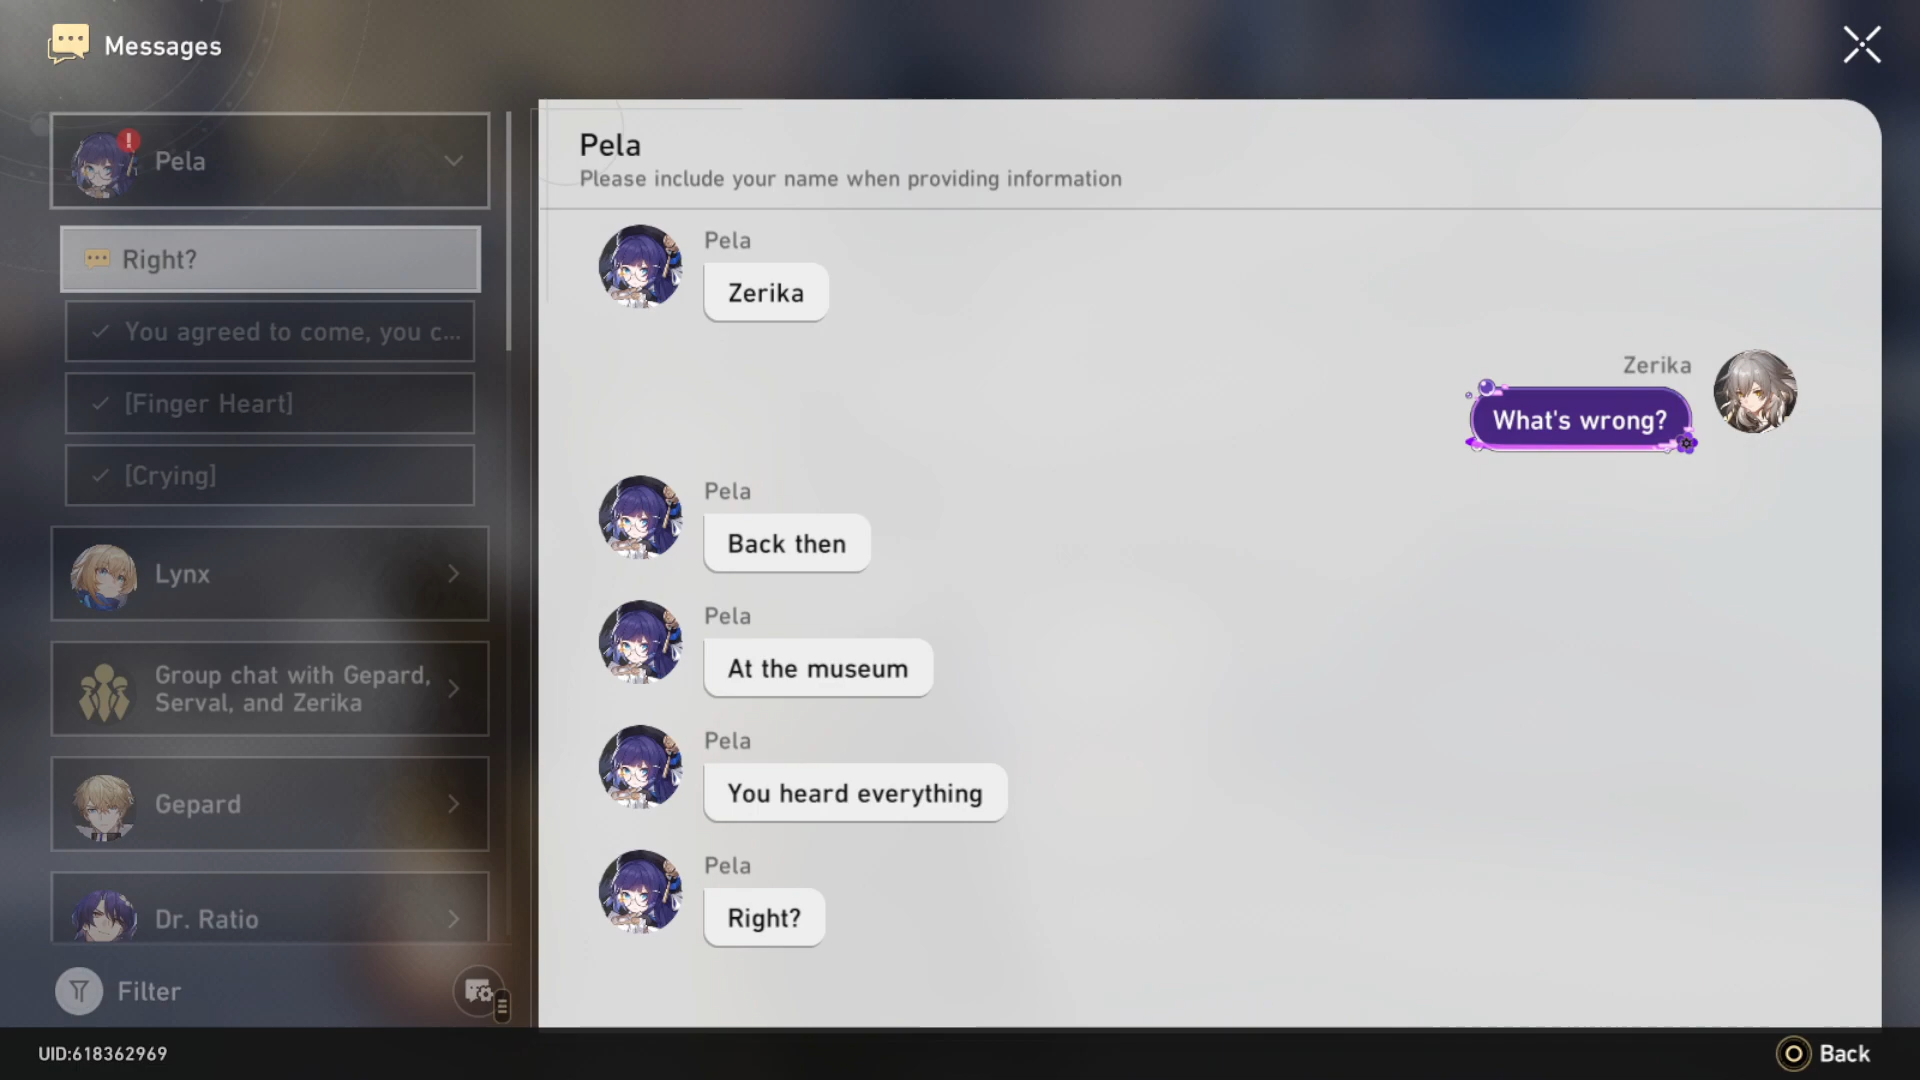 Messages
Pela
Right?
You agreed to come, you c...
[Finger Heart]
[Crying]
Lynx
Group chat with Gepard,
Serval, and Zerika
Gepard
Dr. Ratio
Filter
Pela
Please include your name when providing information
Pela
Zerika
Zerika
What's wrong?
Pela
Back then
Pela
At the museum
Pela
You heard everything
Pela
Right?
UID:618362969
Back